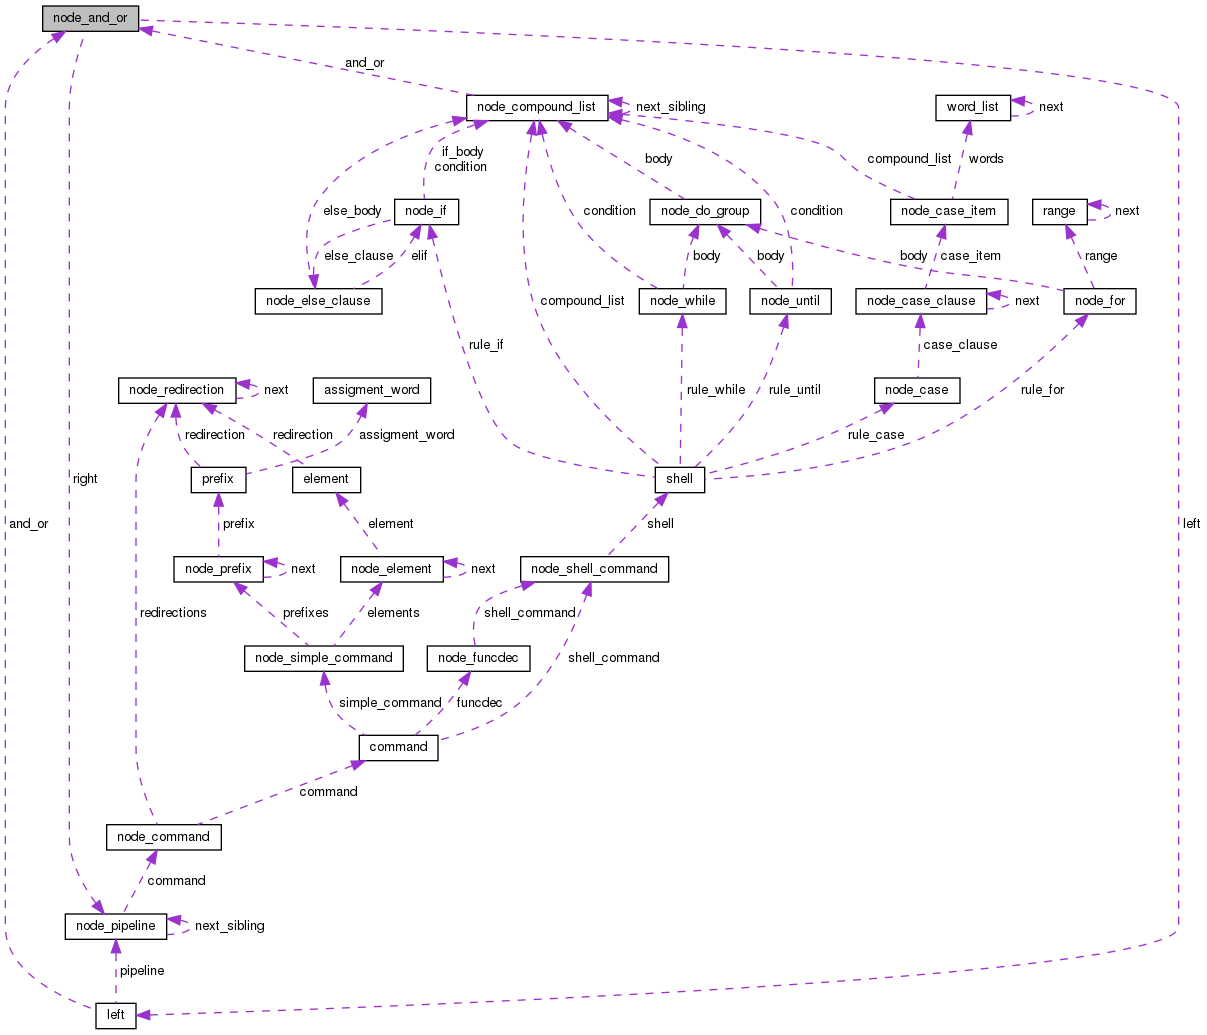 node_and_or
and_or
node_compound_list
next_sibling
word_list
next
if_body
condition
body
compound_list
words
else_body
node_if
condition
node_do_group
condition
node_case_item
range
next
else_clause
elif
body
body
body
case_item
range
node_else_clause
compound_list
node_while
node_until
node_case_clause
next
node_for
rule_if
case_clause
node_redirection
next
assigment_word
rule_while
rule_until
node_case
rule_for
redirection
redirection
assigment_word
rule_case
right
prefix
element
shell
and_or
prefix
element
shell
left
node_prefix
next
node_element
next
node_shell_command
redirections
prefixes
elements
shell_command
node_simple_command
node_funcdec
shell_command
simple_command
funcdec
command
command
node_command
command
node_pipeline
next_sibling
pipeline
left